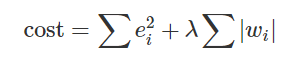 cost = ∑ e_i^2 + λ ∑ |w_i|